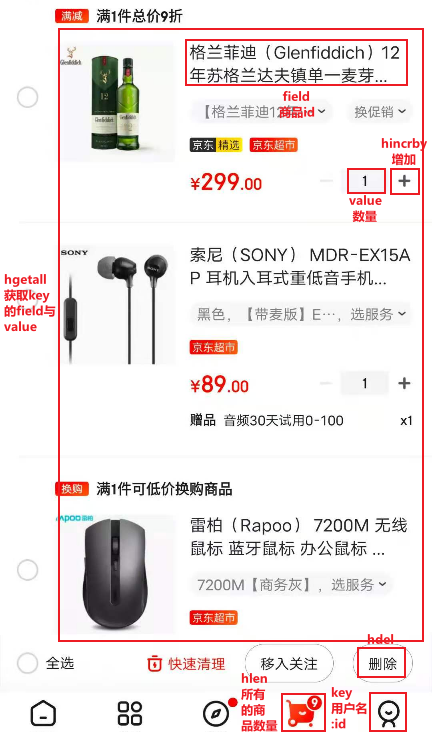 满减 满1件总价9折
Glenfiddich
12
格兰菲迪（Glenfiddich）12
年苏格兰达夫镇单一麦芽...
field
商品id
【格兰菲迪12 换促销
京东精选 京东超市
hincrby
增加
¥299.00 1
value
数量
SONY
索尼（SONY） MDR-EX15A
P 耳机入耳式重低音手机...
hgetall
获取key
的field与
value
黑色，【带麦版】E…，选服务
京东超市
¥89.00 1
赠品 音频30天试用0-100 x1
换购 满1件可低价换购商品
rapoo 雷柏
雷柏（Rapoo） 7200M 无线
鼠标 蓝牙鼠标 办公鼠标 ...
7200M【商务灰】，选服务
京东超市
hdel
全选 快速清理 移入关注 删除
hlen
所有
的商
品数量
9
key
用户名
:id